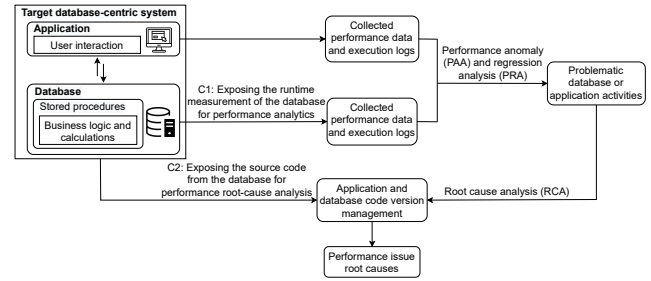 Target database-centric system
Application
User interaction
Database
Stored procedures
Business logic and
calculations
Collected
performance data
and execution logs
C1: Exposing the runtime
measurement of the database
for performance analytics
Collected
performance data
and execution logs
Performance anomaly
(PAA) and regression
analysis (PRA)
Problematic
database or
application activities
C2: Exposing the source code
from the database for
performance root-cause analysis
Application and
database code version
management
Root cause analysis (RCA)
Performance issue
root causes